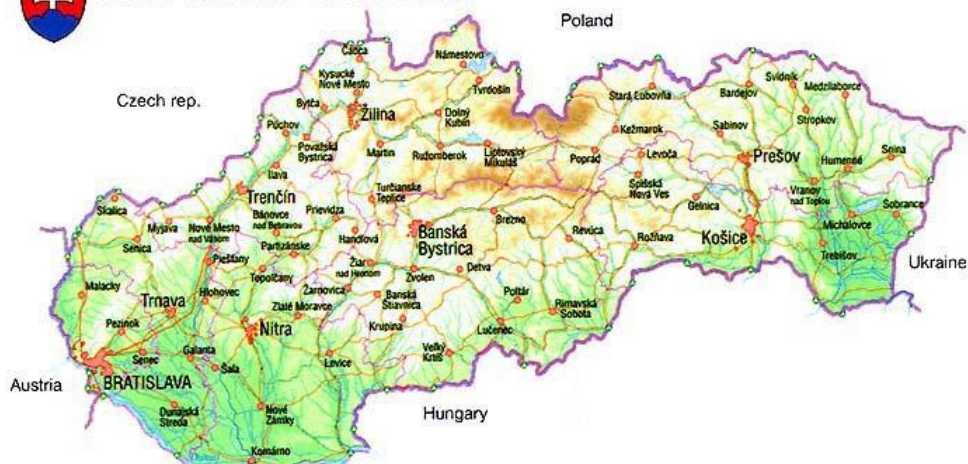 Poland
Čadca
Námestovo
Kysucké
Nové Mesto
Tvrdošín
Svidník
Medzilaborce
Czech rep.
Bytča
Žilina
Stará Ľubovňa
Bardejov
Stropkov
Púchov
Dolný
Kubín
Kežmarok
Sabinov
Považská
Bystrica
Martin
Ružomberok
Liptovský
Mikuláš
Poprad
Levoča
Prešov
Snina
Humenné
Ilava
Trenčín
Turčianske
Teplice
Spišská
Nová Ves
Gelnica
Vranov
nad Topľou
Skalica
Bánovce
nad Bebravou
Prievidza
Brezno
Sobrance
Myjava
Nové Mesto
nad Váhom
Handlová
Banská
Bystrica
Revúca
Rožňava
Košice
Michalovce
Senica
Partizánske
Piešťany
Topoľčany
Žiar
nad Hronom
Zvolen
Detva
Trebišov
Ukraine
Malacky
Hlohovec
Žarnovica
Trnava
Zlaté Moravce
Banská
Štiavnica
Poltár
Rimavská
Sobota
Pezinok
Nitra
Krupina
Lučenec
Senec
Galanta
Šaľa
Levice
Veľký
Krtíš
Austria
BRATISLAVA
Dunajská
Streda
Nové
Zámky
Hungary
Komárno